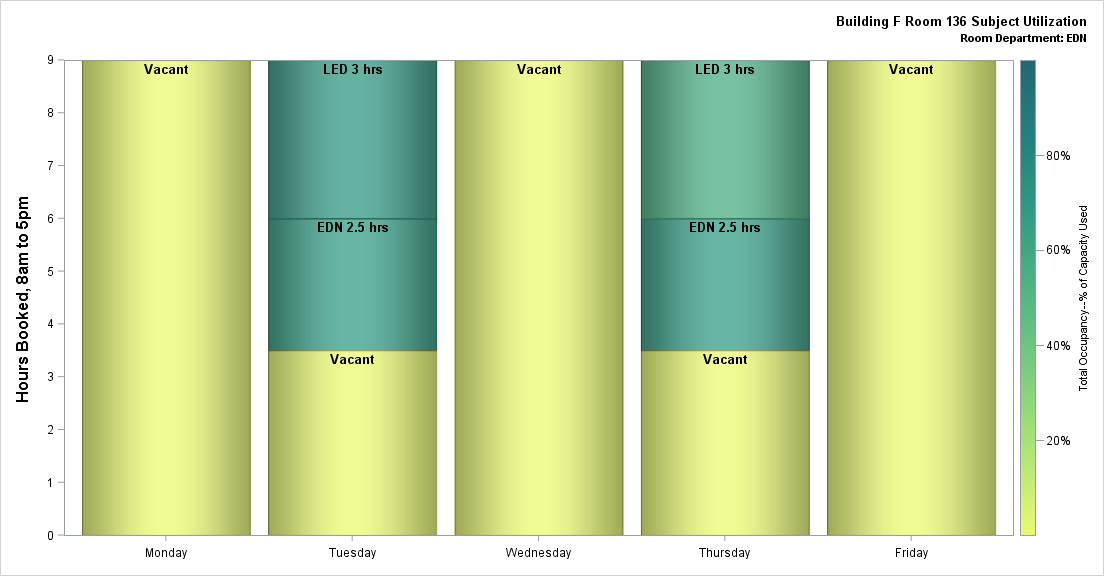 Building F Room 136 Subject Utilization
Room Department: EDN
Hours Booked, 8am to 5pm
9
8
7
6
5
4
3
2
1
0
Vacant
LED 3 hrs
EDN 2.5 hrs
Vacant
Vacant
LED 3 hrs
EDN 2.5 hrs
Vacant
Vacant
Monday
Tuesday
Wednesday
Thursday
Friday
80%
60%
40%
20%
Total Occupancy--% of Capacity Used